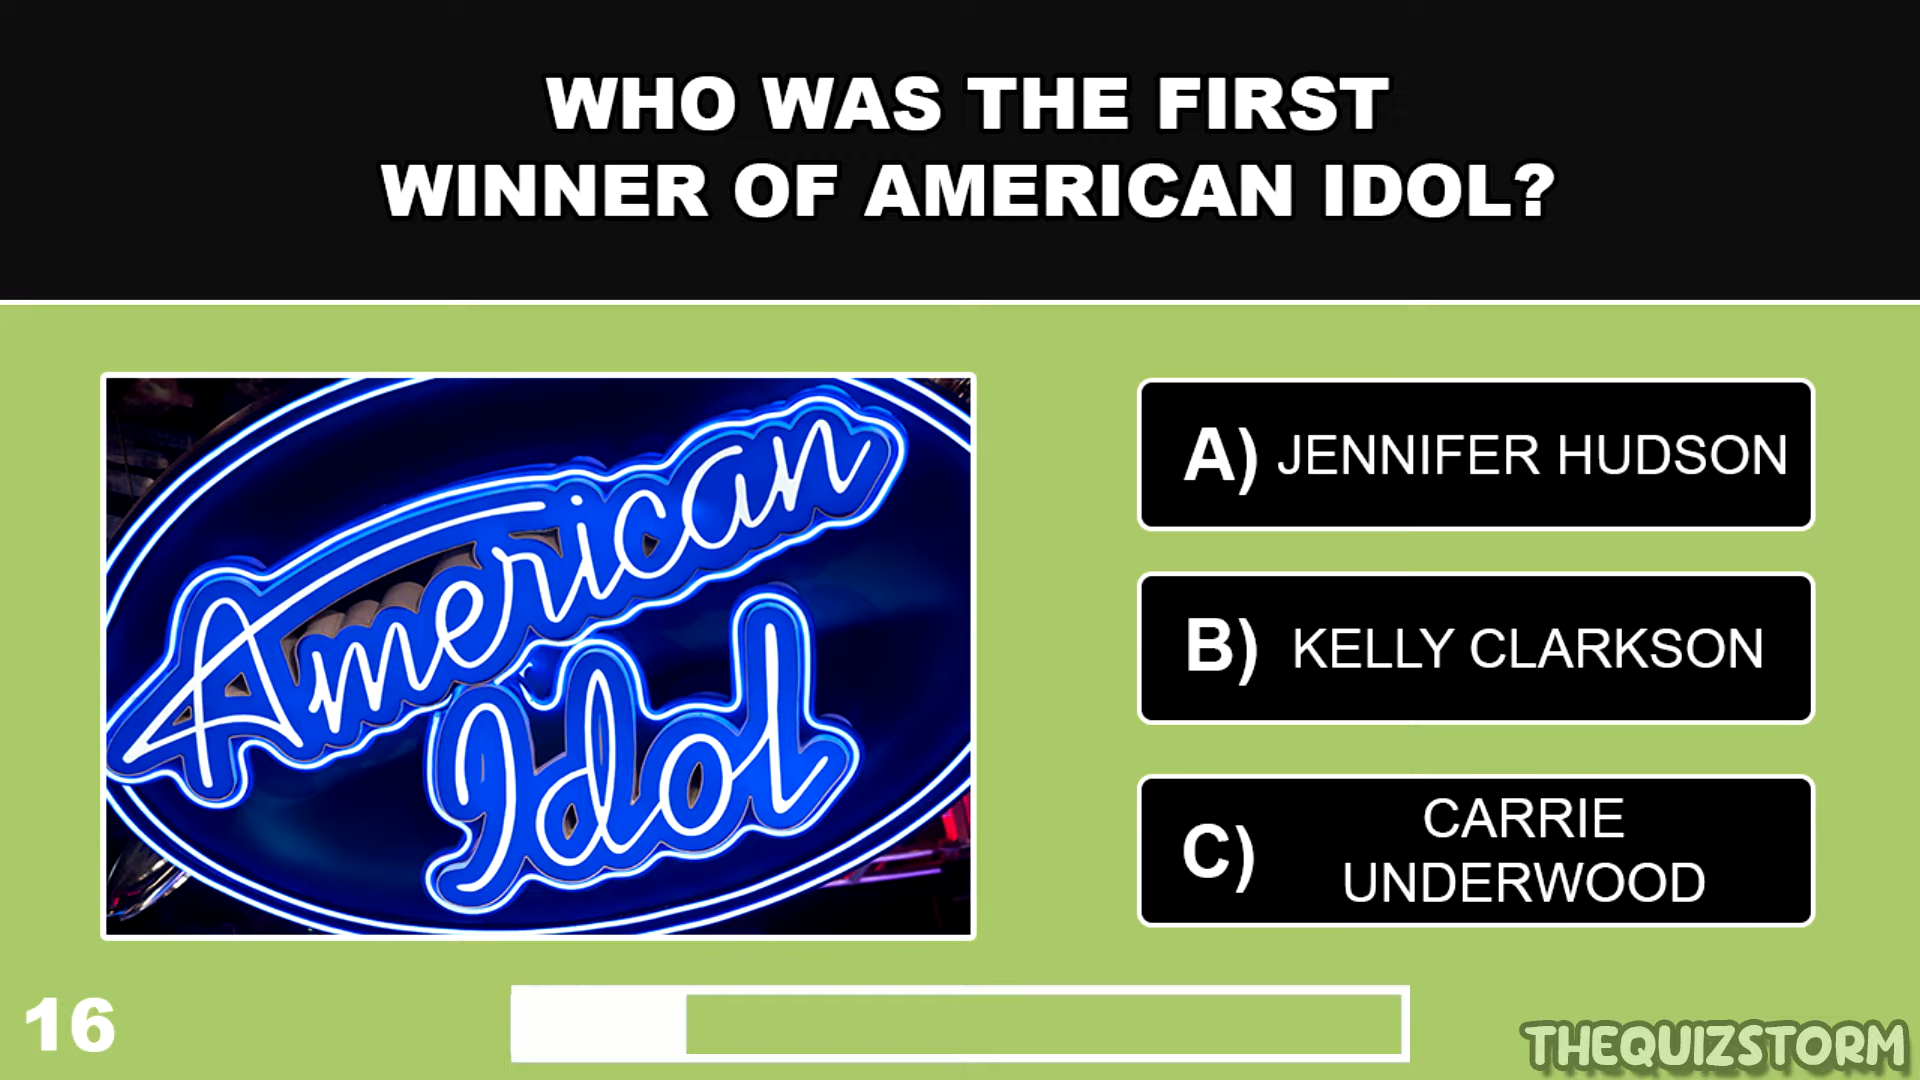 WHO WAS THE FIRST
WINNER OF AMERICAN IDOL?
American
Idol
A) JENNIFER HUDSON
B) KELLY CLARKSON
C) CARRIE
UNDERWOOD
16
THEQUIZSTORM